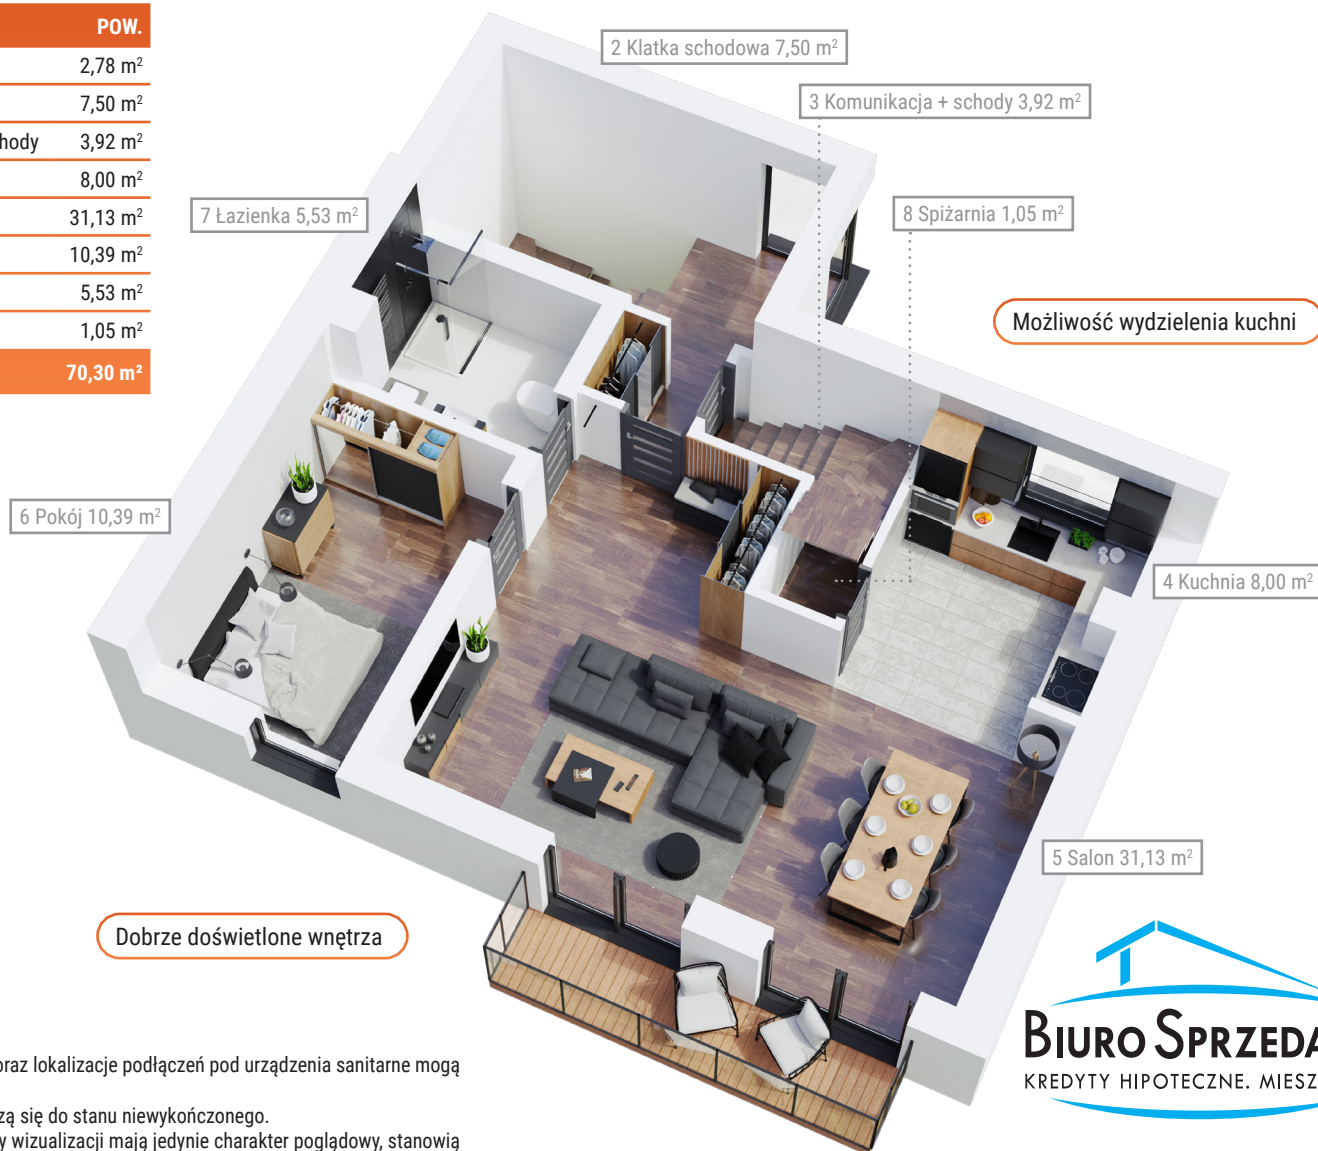 POW.
2,78 m²
7,50 m²
hody 3,92 m²
8,00 m²
31,13 m²
10,39 m²
5,53 m²
1,05 m²
70,30 m²
2 Klatka schodowa 7,50 m²
3 Komunikacja + schody 3,92 m²
7 Łazienka 5,53 m²
8 Spiżarnia 1,05 m²
Możliwość wydzielenia kuchni
6 Pokój 10,39 m²
4 Kuchnia 8,00 m²
5 Salon 31,13 m²
Dobrze doświetlone wnętrza
BIURO SPRZEDA
KREDYTY HIPOTECZNE. MIESZ
oraz lokalizacje podłączeń pod urządzenia sanitarne mogą
zą się do stanu niewykończonego.
y wizualizacji mają jedynie charakter poglądowy, stanowią